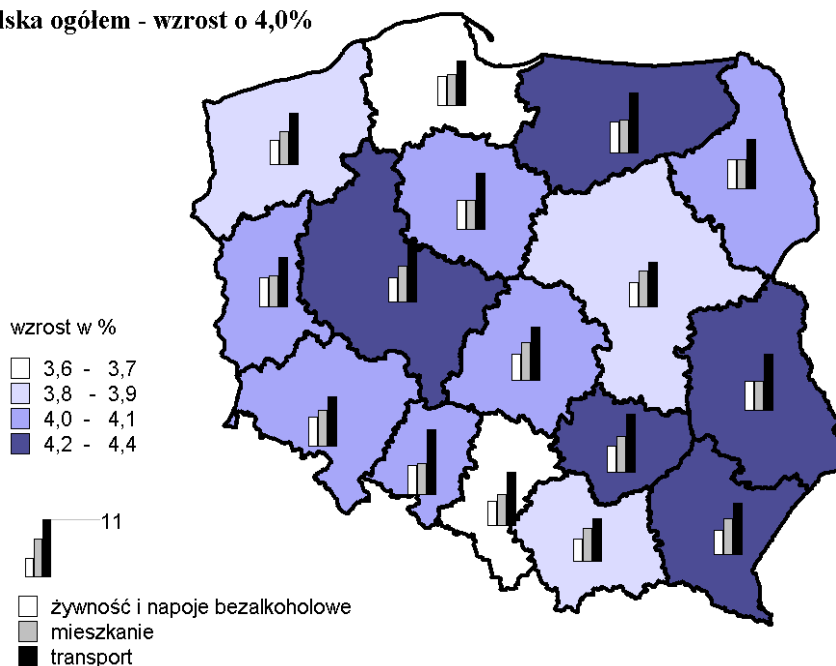 lska ogółem - wzrost o 4,0%
wzrost w %
3,6 - 3,7
3,8 - 3,9
4,0 - 4,1
4,2 - 4,4
11
żywność i napoje bezalkoholowe
mieszkanie
transport